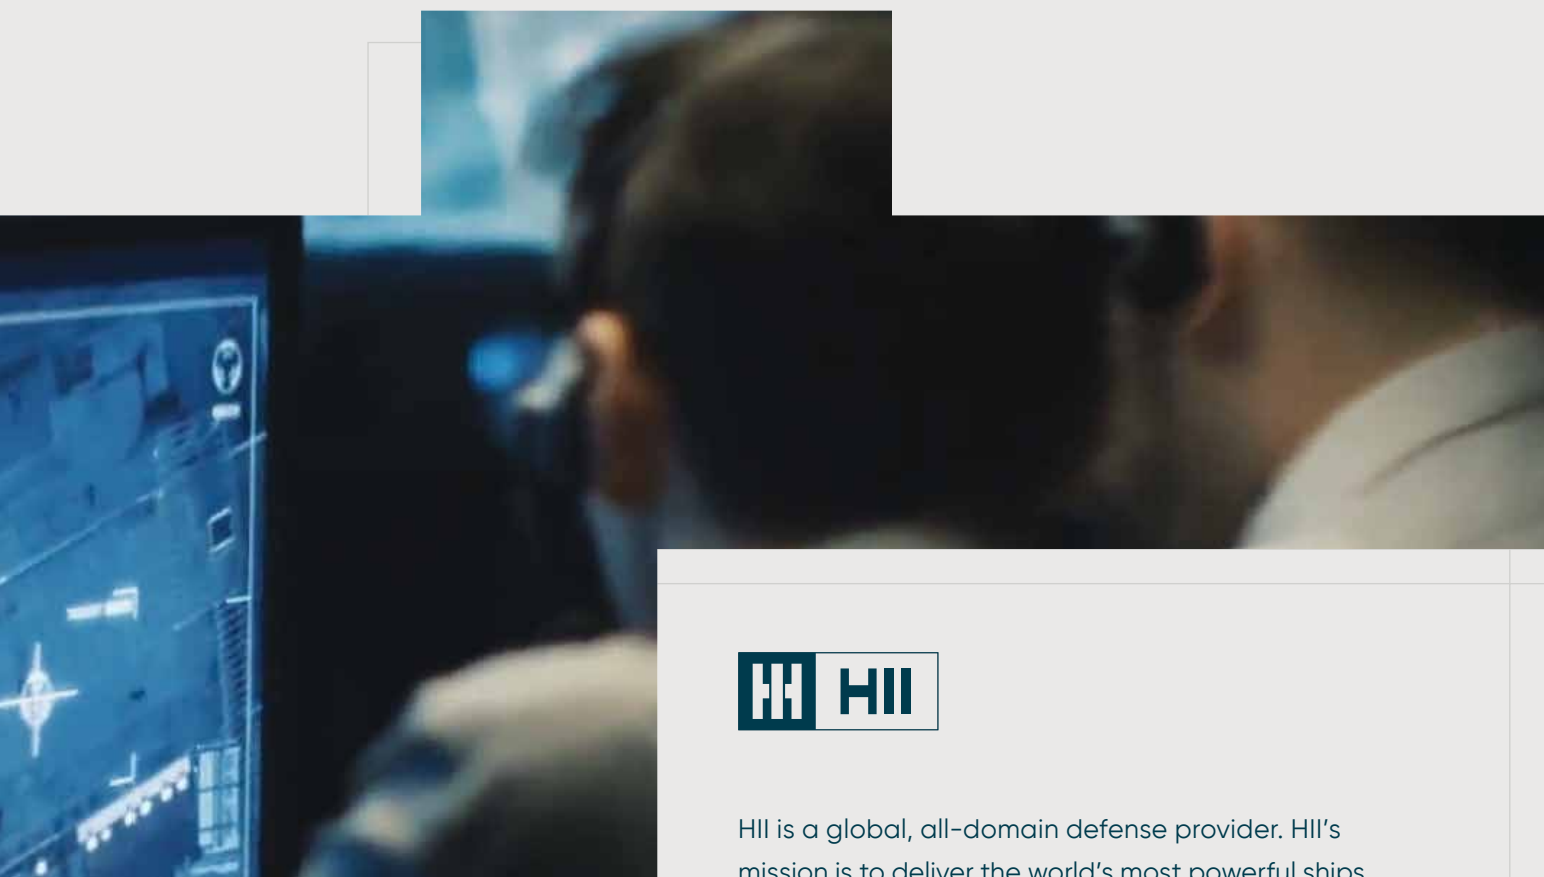 HII
HII is a global, all-domain defense provider. HII's
mission is to deliver the world's most powerful ships